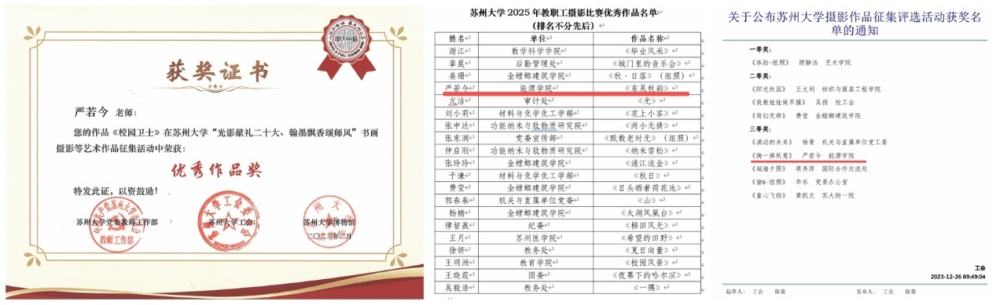 获奖证书
严若今 老师:
您的作品《校园卫士》在苏州大学“光影献礼二十大、翰墨飘香颂师风”书画
摄影等艺术作品征集活动中荣获:
优秀作品奖
特发此证,以资鼓励!
苏州大学党委教师工作部 苏州大学工会 苏州大学博物馆
教师工作部
苏州大学2025年教职工摄影比赛优秀作品名单
(排名不分先后)
姓名 单位 作品名称
谢江 数学科学学院 《毕业风采》
章晨 后勤管理处 《城门里的音乐会》
姜珊 金螳螂建筑学院 《秋·日落》(组照)
严若今 能源学院 《东吴秋韵》
亢洁 审计处 《光》
刘小莉 材料与化学化工学部 《花上小客》
张中达 功能纳米与软物质研究院 《两小无猜》
张东润 党委宣传部 《默数老时光》(组照)
仲启刚 功能纳米与软物质研究院 《纳米雪松》
张玲玲 金螳螂建筑学院 《浦江流金》
于谦 材料与化学化工学部 《秋日》
费莹 金螳螂建筑学院 《日头晒着荷花池》
郭春春 机关与直属单位党委 《山》
杨楠 金螳螂建筑学院 《太湖凤凰台》
律智赢 纪委 《梯田风光》
王月 苏州医学院 《希望的田野》
徐妍 教务处 《夏日向量》
王明洲 教育学院 《校园风景》
王晓薇 团委 《夜幕下的哈尔滨》
吴毅浩 教务处 《一隅》
关于公布苏州大学摄影作品征集评选活动获奖名
单的通知
一等奖:
《体验-组照》 顾静洁 艺术学院
二等奖:
《阳光校园》 王文利 纺织与服装工程学院
《我教娃娃做早操》 吴扬 校工会
《荷幻无辞》 费莹 金螳螂建筑学院
三等奖:
《涌动的未来》 杨菁 机关与直属单位党工委
《掬一捧秋意》 严若今 能源学院
《城墙夕照》 蒋秀萍 国际合作交流处
《窗6-组照》 华乐 党委办公室
《童心飞扬》 黄凯文 苏大附一院
工会
2023-12-26 09:49:04
起草人: 工会 徐蕾 发布人: 工会 徐蕾